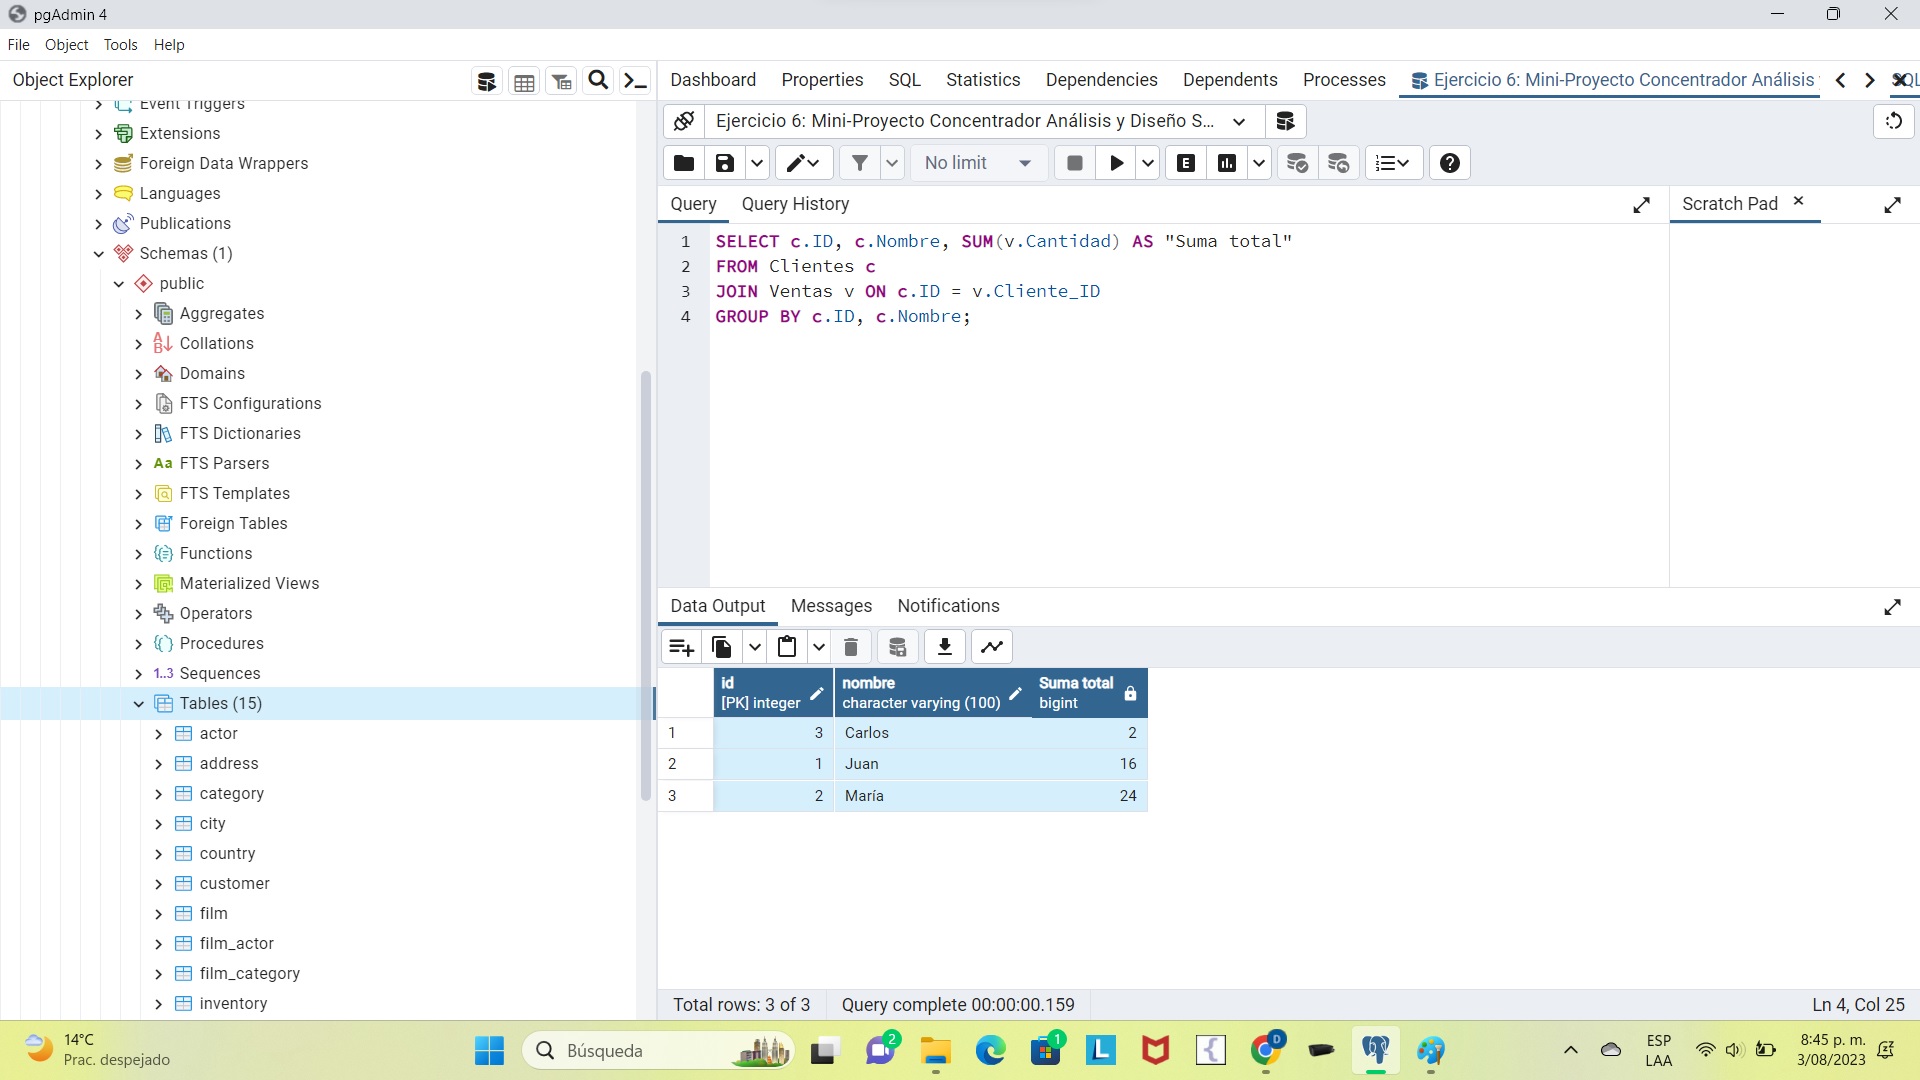 pgAdmin 4
File Object Tools Help
Object Explorer
Dashboard Properties SQL Statistics Dependencies Dependents Processes Ejercicio 6: Mini-Proyecto Concentrador Análisis
Event Triggers
Extensions
Foreign Data Wrappers
Languages
Publications
Schemas (1)
public
Aggregates
Collations
Domains
FTS Configurations
FTS Dictionaries
Aa FTS Parsers
FTS Templates
Foreign Tables
Functions
Materialized Views
Operators
Procedures
1..3 Sequences
Tables (15)
actor
address
category
city
country
customer
film
film_actor
film_category
inventory
Ejercicio 6: Mini-Proyecto Concentrador Análisis y Diseño S...
No limit
E
Query Query History
Scratch Pad
1 SELECT c.ID, c.Nombre, SUM(v.Cantidad) AS "Suma total"
2 FROM Clientes c
3 JOIN Ventas v ON c.ID = v.Cliente_ID
4 GROUP BY c.ID, c.Nombre;
Data Output Messages Notifications
id nombre Suma total
[PK] integer character varying (100) bigint
1 3 Carlos 2
2 1 Juan 16
3 2 María 24
Total rows: 3 of 3 Query complete 00:00:00.159 Ln 4, Col 25
14°C
Prac. despejado
Búsqueda
2
1
L
D
ESP
LAA
8:45 p. m.
3/08/2023